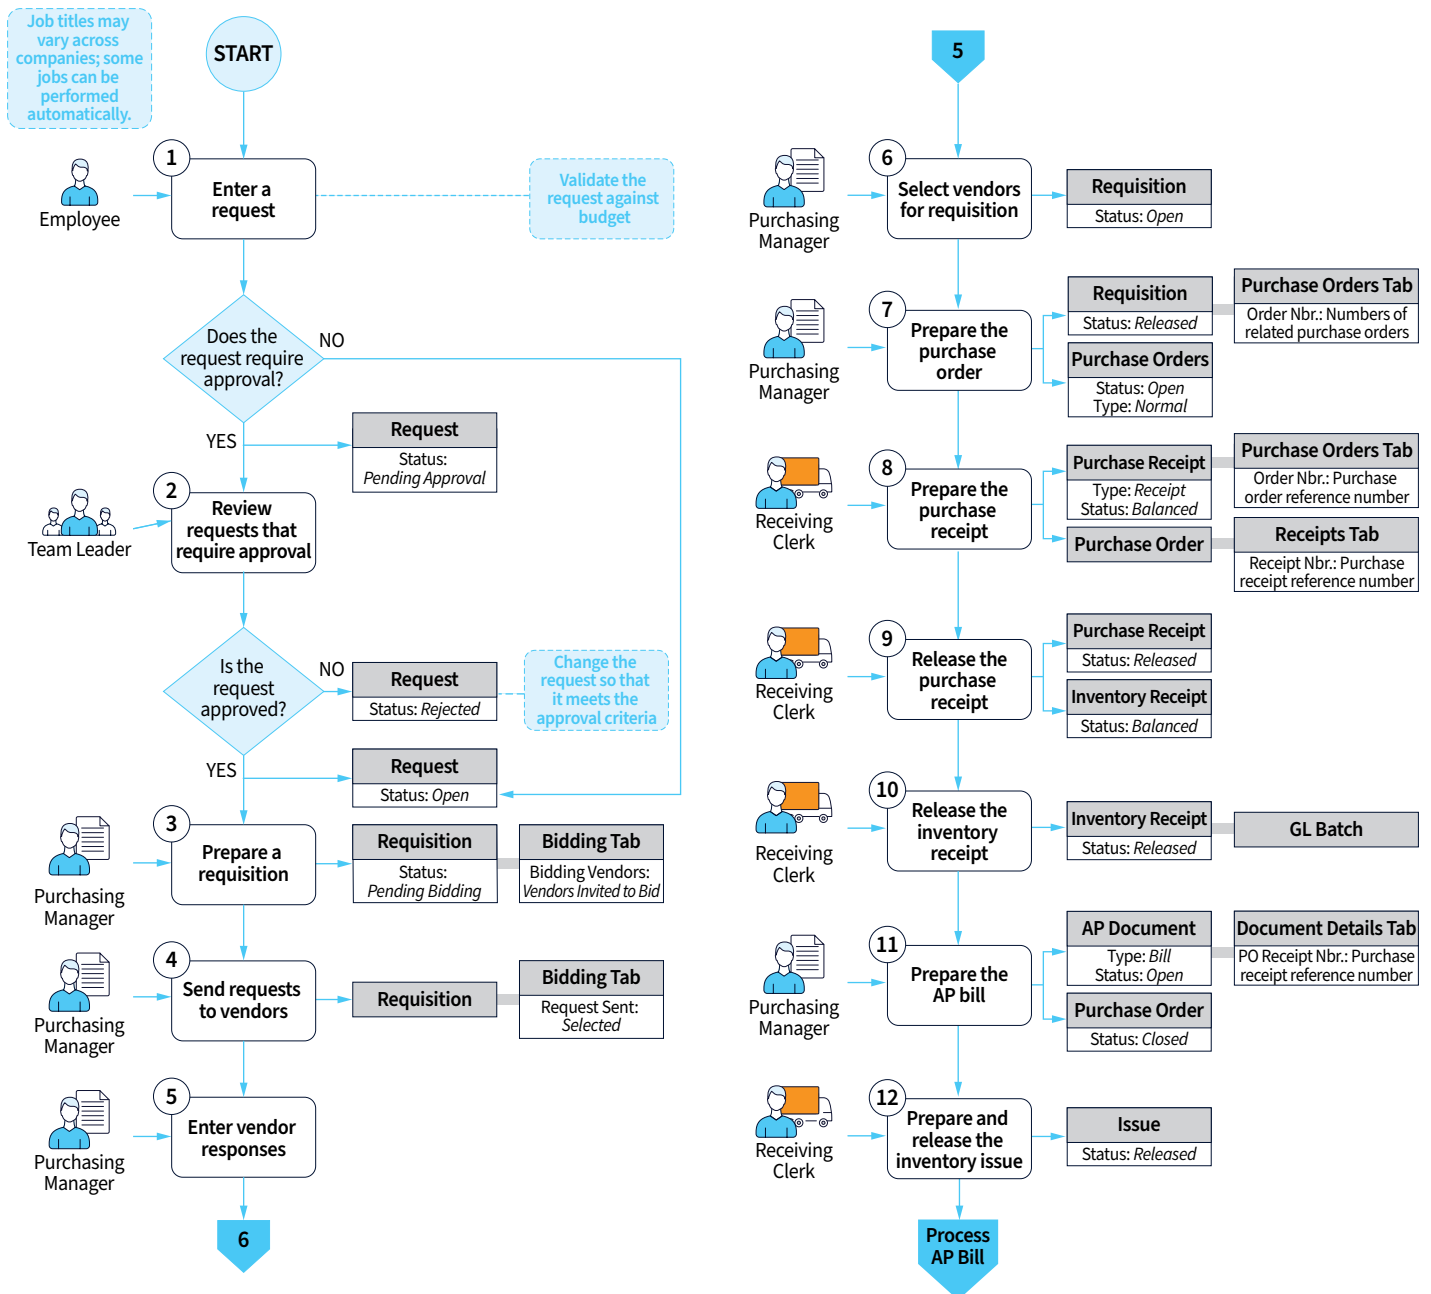 Job titles may
vary across
companies; some
jobs can be
performed
automatically.
START
1
Enter a
request
Employee
Validate the
request against
budget
Does the
request require
approval?
NO
YES
Request
Status:
Pending Approval
2
Review
requests that
require approval
Team Leader
Is the
request
approved?
NO
Request
Status: Rejected
Change the
request so that
it meets the
approval criteria
YES
Request
Status: Open
3
Prepare a
requisition
Purchasing
Manager
Requisition
Status:
Pending Bidding
Bidding Tab
Bidding Vendors:
Vendors Invited to Bid
4
Send requests
to vendors
Purchasing
Manager
Requisition
Bidding Tab
Request Sent:
Selected
5
Enter vendor
responses
Purchasing
Manager
6
5
6
Select vendors
for requisition
Purchasing
Manager
Requisition
Status: Open
7
Prepare the
purchase
order
Purchasing
Manager
Requisition
Status: Released
Purchase Orders Tab
Order Nbr.: Numbers of
related purchase orders
Purchase Orders
Status: Open
Type: Normal
8
Prepare the
purchase
receipt
Receiving
Clerk
Purchase Receipt
Type: Receipt
Status: Balanced
Purchase Orders Tab
Order Nbr.: Purchase
order reference number
Purchase Order
Receipts Tab
Receipt Nbr.: Purchase
receipt reference number
9
Release the
purchase
receipt
Receiving
Clerk
Purchase Receipt
Status: Released
Inventory Receipt
Status: Balanced
10
Release the
inventory
receipt
Receiving
Clerk
Inventory Receipt
Status: Released
GL Batch
11
Prepare the
AP bill
Purchasing
Manager
AP Document
Type: Bill
Status: Open
Document Details Tab
PO Receipt Nbr.: Purchase
receipt reference number
Purchase Order
Status: Closed
12
Prepare and
release the
inventory issue
Receiving
Clerk
Issue
Status: Released
Process
AP Bill